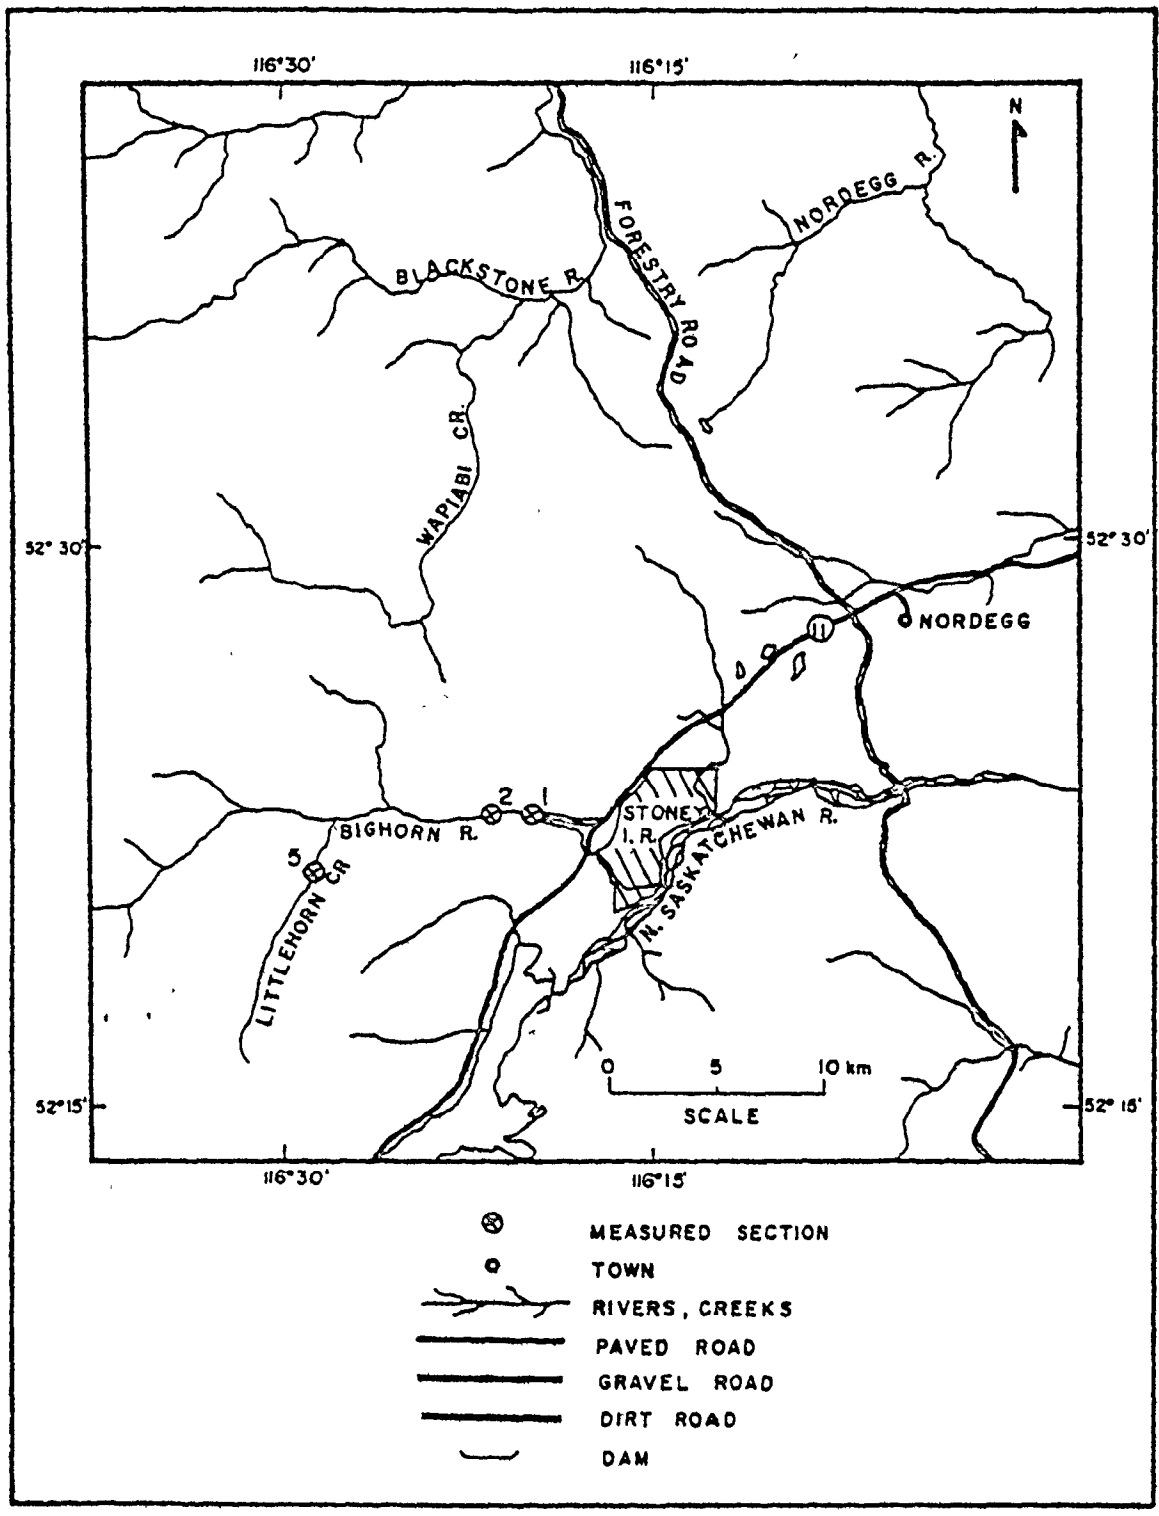 116°30' 116°15'
N
NORDEGG R.
FORESTRY ROAD
BLACKSTONE R.
WAPIABI CR.
52° 30' 52° 30'
NORDEGG
11
2 1
STONEY
I. R.
BIGHORN R.
N. SASKATCHEWAN R.
LITTLEHORN CR
0 5 10 km
SCALE
52°15' 52°15'
116°30' 116°15'
MEASURED SECTION
TOWN
RIVERS, CREEKS
PAVED ROAD
GRAVEL ROAD
DIRT ROAD
DAM